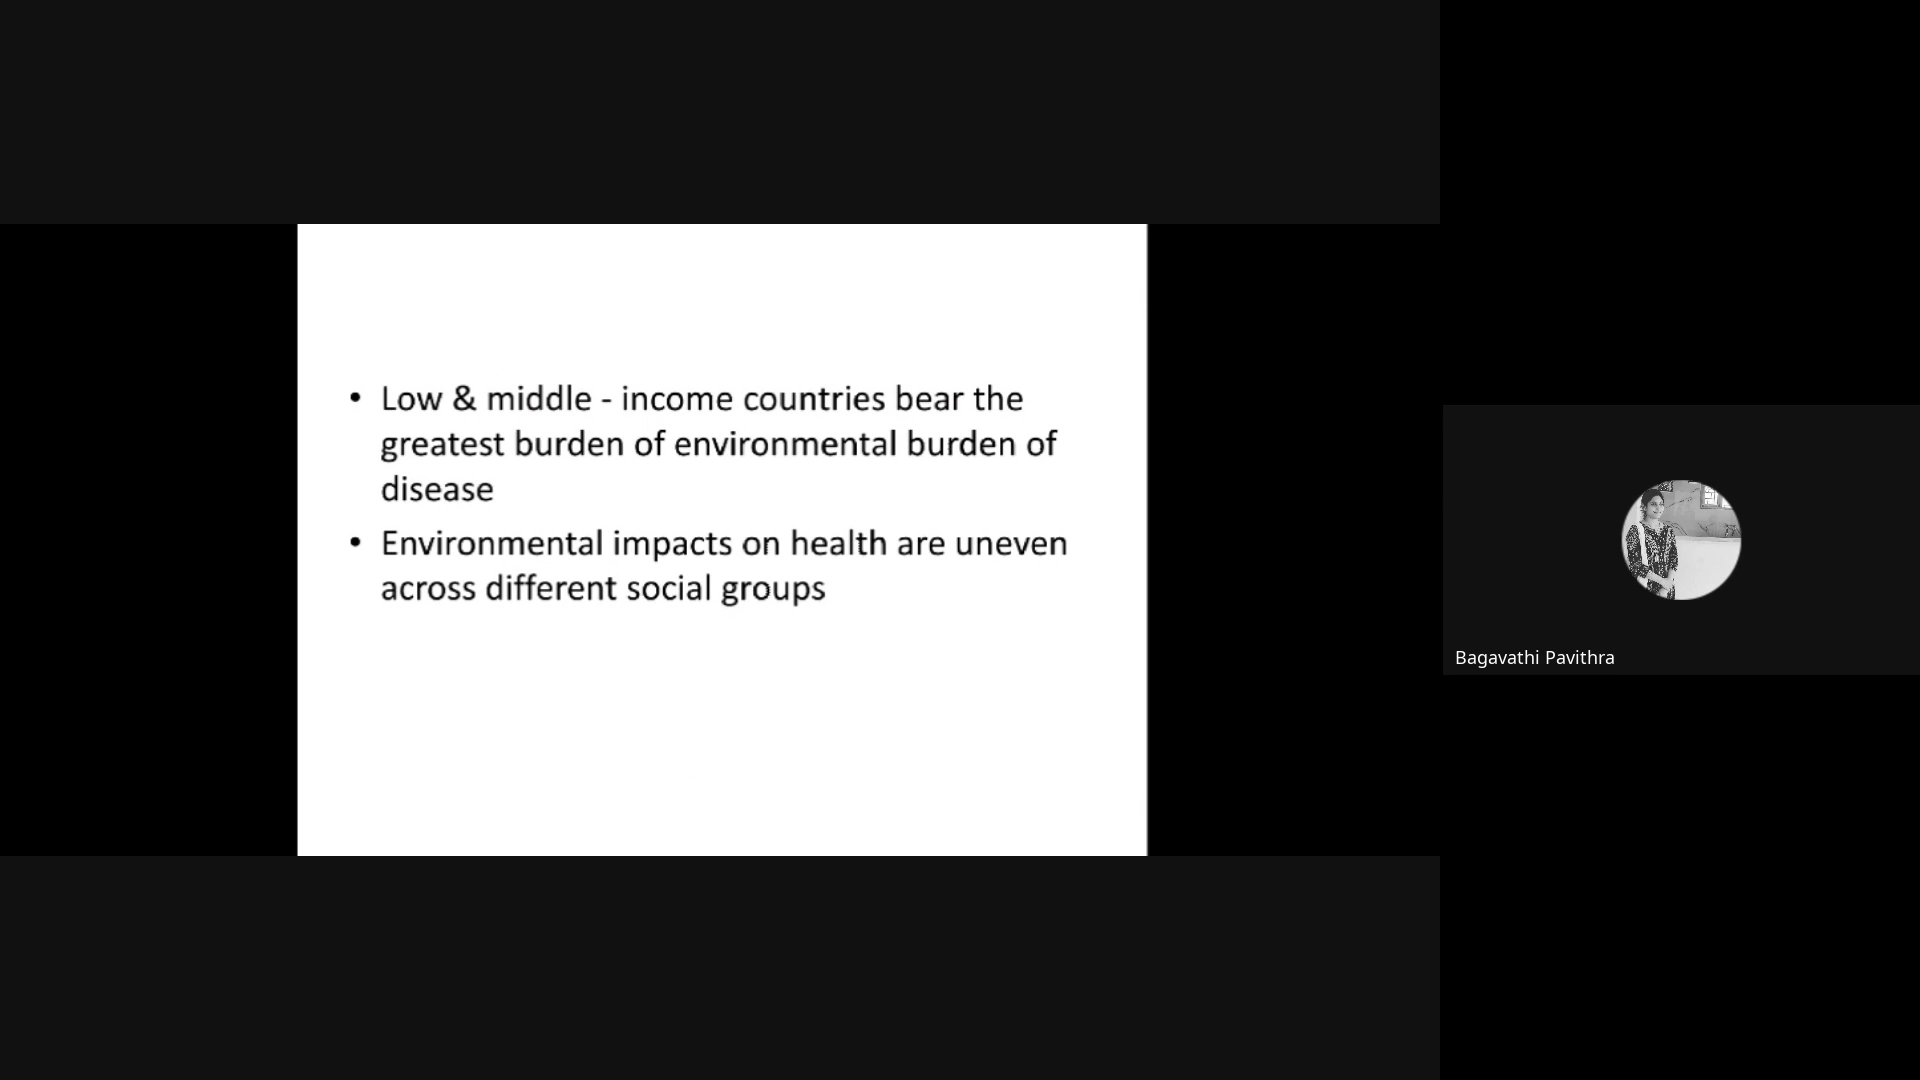 • Low & middle - income countries bear the
greatest burden of environmental burden of
disease
• Environmental impacts on health are uneven
across different social groups
Bagavathi Pavithra